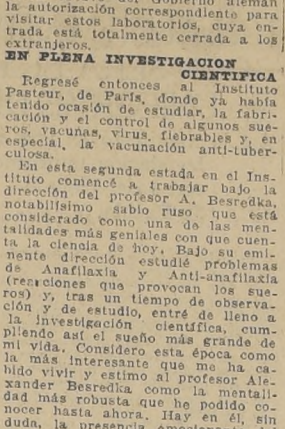 la autorización correspondiente para
visitar estos laboratorios, cuya en-
trada está totalmente cerrada a los
extranjeros.
EN PLENA INVESTIGACION
CIENTIFICA
Regresé entonces al Instituto
Pasteur, de París, donde ya había
tenido ocasión de estudiar, la fabri-
cación y el control de algunos sue-
ros, vacuñas, virus, fiebrables y, en
especial, la vacunación anti-tuber-
culosa.
En esta segunda estada en el Ins-
tituto comencé a trabajar bajo la
dirección del profesor A. Besredka,
notabilísimo sabio ruso que está
considerado como una de las men-
talidades más geniales con que cuen-
ta la ciencia de hoy. Bajo su emi-
nente dirección estudié problemas
de Anafilaxia y Anti-anafilaxia
(reacciones que provocan los sue-
ros) y, tras un tiempo de observa-
ción y de estudio, entré de lleno a
la investigación científica, cum-
pliendo así el sueño más grande de
mi vida. Considero esta época como
la más interesante que me ha ca-
bido vivir y estimo al profesor Ale-
xander Besredka como la mentali-
dad más robusta que he podido co-
nocer hasta ahora. Hay en él, sin
duda, la presencia